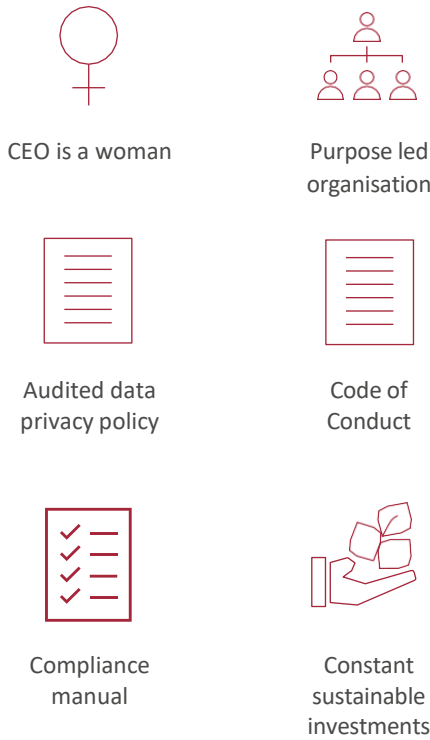 CEO is a woman
Purpose led
organisation
Audited data
privacy policy
Code of
Conduct
Compliance
manual
Constant
sustainable
investments